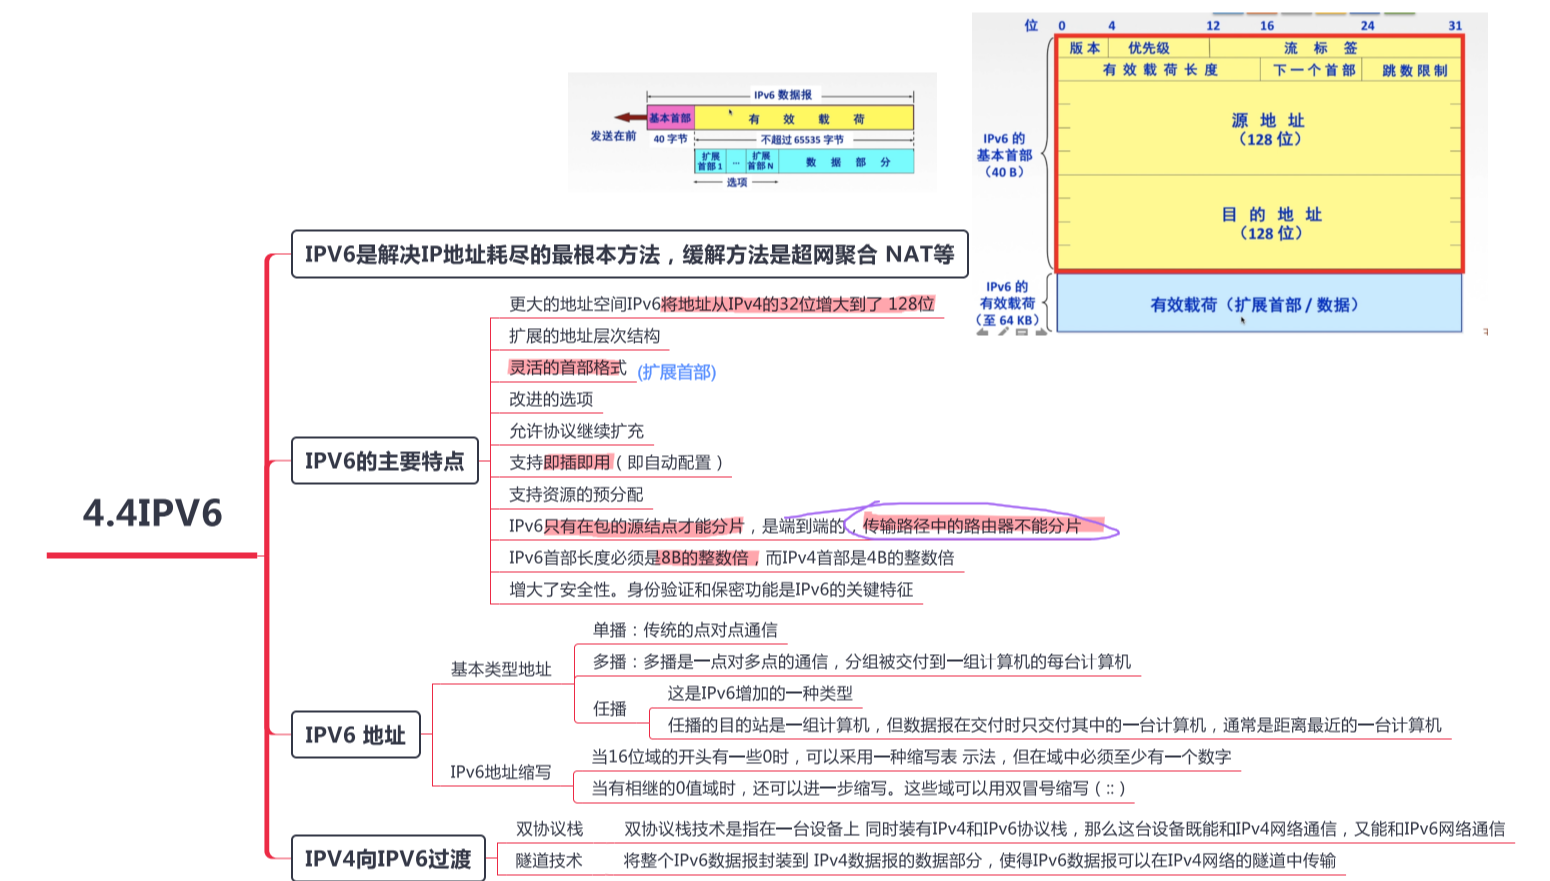 位 0 4 12 16 24 31
版本 优先级 流 标 签
有效载荷长度 下一个首部 跳数限制
源 地 址
（128 位）
IPv6 的
基本首部
（40 B）
目 的 地 址
（128 位）
IPv6 的
有效载荷
（至 64 KB）
有效载荷（扩展首部 / 数据）
IPv6 数据报
发送在前
基本首部 有 效 载 荷
40 字节 不超过 65535 字节
扩展
首部 1
...
扩展
首部 N
数 据 部 分
选项
4.4IPV6
IPV6是解决IP地址耗尽的最根本方法，缓解方法是超网聚合 NAT等
IPV6的主要特点
更大的地址空间IPv6将地址从IPv4的32位增大到了 128位
扩展的地址层次结构
灵活的首部格式 (扩展首部)
改进的选项
允许协议继续扩充
支持即插即用（即自动配置）
支持资源的预分配
IPv6只有在包的源结点才能分片，是端到端的，传输路径中的路由器不能分片
IPv6首部长度必须是8B的整数倍，而IPv4首部是4B的整数倍
增大了安全性。身份验证和保密功能是IPv6的关键特征
IPV6 地址
基本类型地址
单播：传统的点对点通信
多播：多播是一点对多点的通信，分组被交付到一组计算机的每台计算机
任播
这是IPv6增加的一种类型
任播的目的站是一组计算机，但数据报在交付时只交付其中的一台计算机，通常是距离最近的一台计算机
IPv6地址缩写
当16位域的开头有一些0时，可以采用一种缩写表 示法，但在域中必须至少有一个数字
当有相继的0值域时，还可以进一步缩写。这些域可以用双冒号缩写（::）
IPV4向IPV6过渡
双协议栈 双协议栈技术是指在一台设备上 同时装有IPv4和IPv6协议栈，那么这台设备既能和IPv4网络通信，又能和IPv6网络通信
隧道技术 将整个IPv6数据报封装到 IPv4数据报的数据部分，使得IPv6数据报可以在IPv4网络的隧道中传输